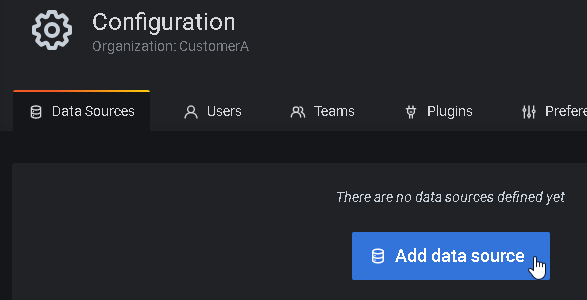 Configuration
Organization: CustomerA
Data Sources
Users
Teams
Plugins
Prefere
There are no data sources defined yet
Add data source